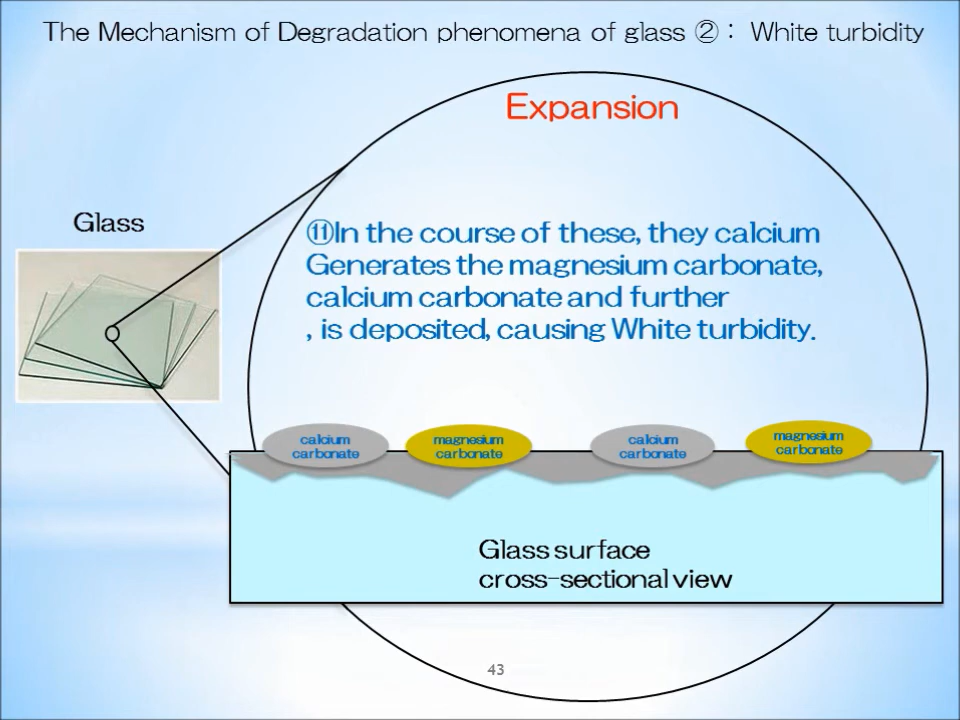 The Mechanism of Degradation phenomena of glass ②： White turbidity
Expansion
Glass
⑪In the course of these, they calcium
Generates the magnesium carbonate,
calcium carbonate and further
, is deposited, causing White turbidity.
calcium
carbonate
magnesium
carbonate
calcium
carbonate
magnesium
carbonate
Glass surface
cross-sectional view
43